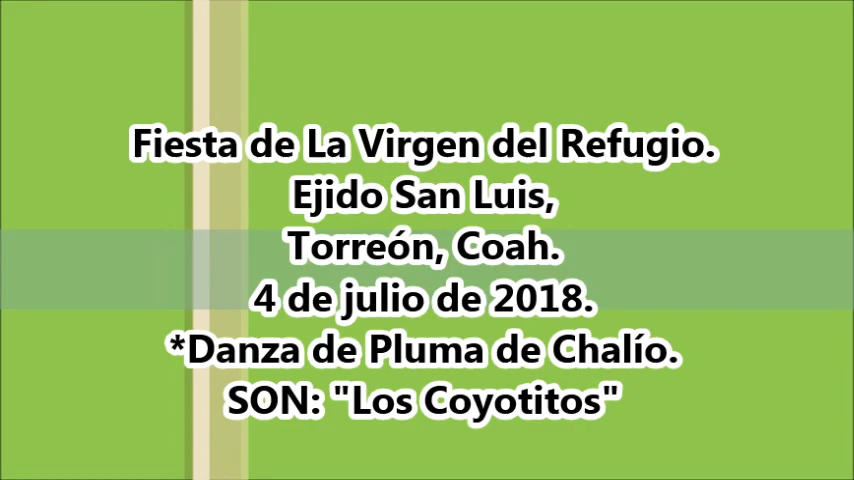 Fiesta de La Virgen del Refugio.
Ejido San Luis,
Torreón, Coah.
4 de julio de 2018.
*Danza de Pluma de Chalío.
SON: "Los Coyotitos"